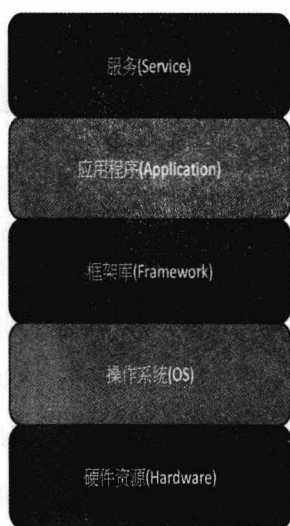 服务(Service)
应用程序(Application)
框架库(Framework)
操作系统(OS)
硬件资源(Hardware)